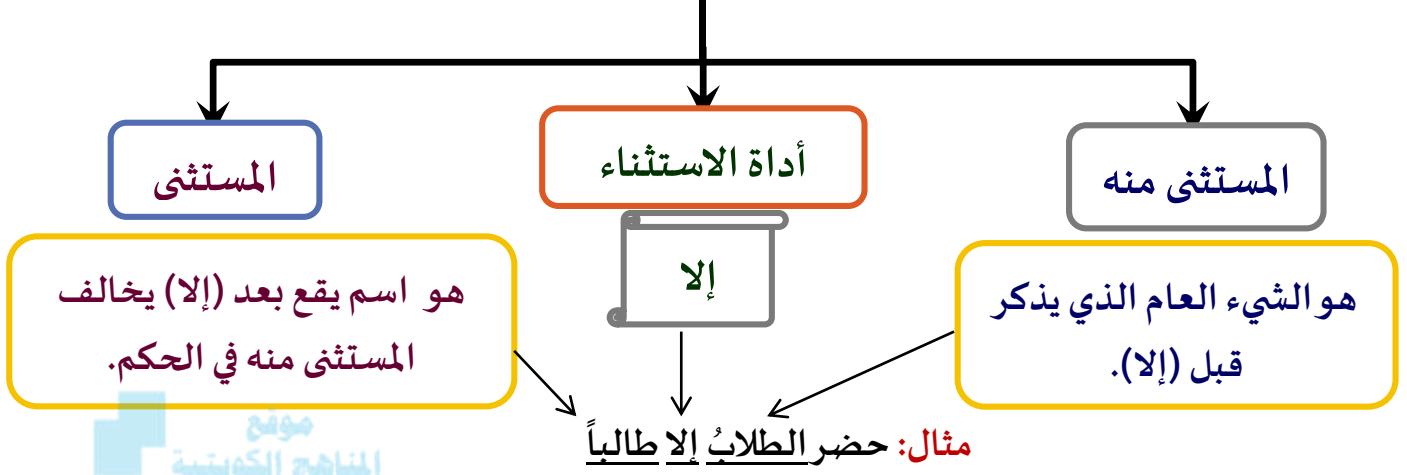 المستثنى منه
أداة الاستثناء
المستثنى
هو الشيء العام الذي يذكر
قبل (إلا).
إلا
هو اسم يقع بعد (إلا) يخالف
المستثنى منه في الحكم.
مثال: حضر الطلابُ إلا طالباً
موقع
المناهج الكويتية